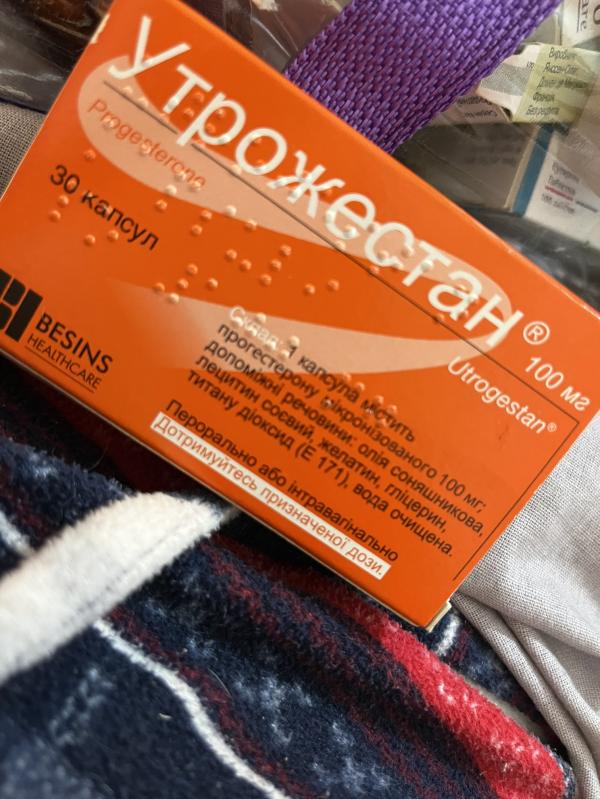 Утрожестан® 100 мг
Progesterone
Utrogestan®
30 капсул
BESINS
HEALTHCARE
Склад: 1 капсула містить
прогестерону мікронізованого 100 мг;
допоміжні речовини: олія соняшникова,
лецитин соєвий, желатин, гліцерин,
титану діоксид (Е 171), вода очищена.
Перорально або інтравагінально
Дотримуйтесь призначеної дози.